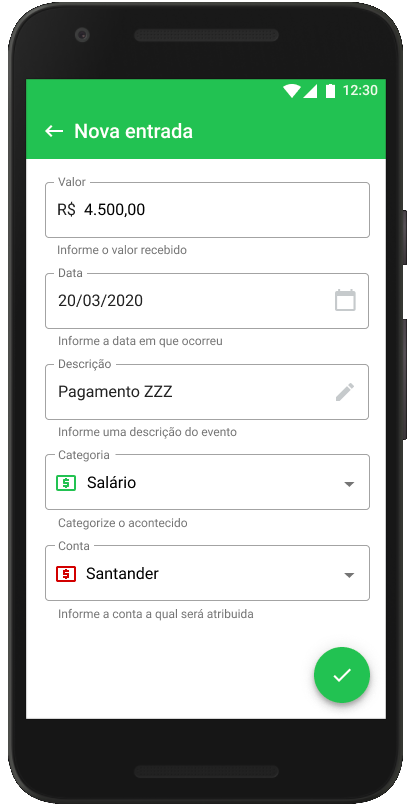 12:30
Nova entrada
Valor
R$ 4.500,00
Informe o valor recebido
Data
20/03/2020
Informe a data em que ocorreu
Descrição
Pagamento ZZZ
Informe uma descrição do evento
Categoria
$ Salário
Categorize o acontecido
Conta
$ Santander
Informe a conta a qual será atribuida